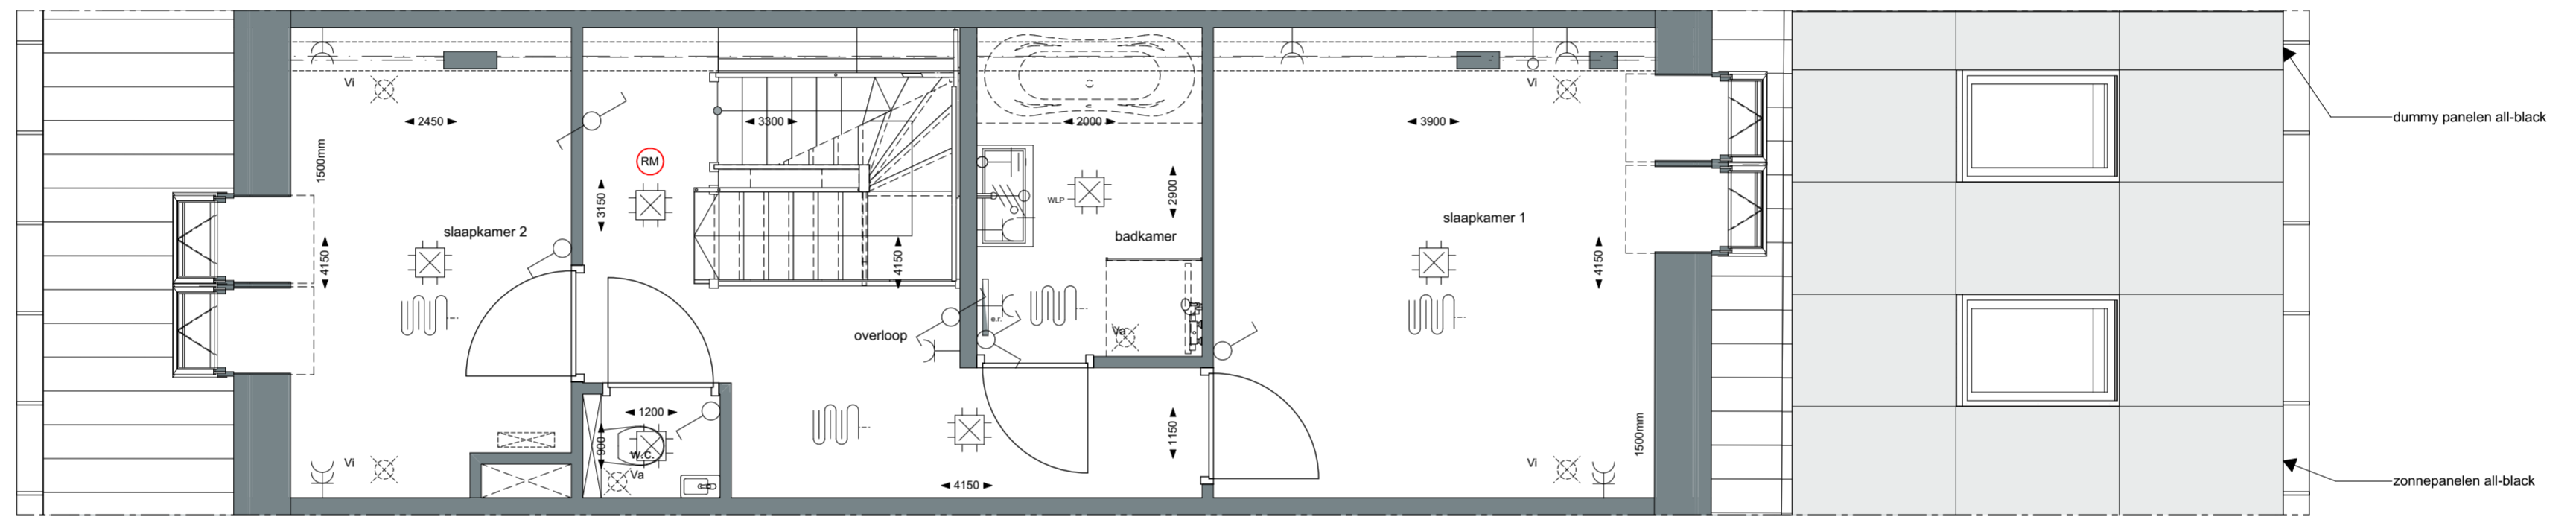 Vi
2450
1500mm
4150
slaapkamer 2
Vi
RM
3150
3300
4150
overloop
1200
900
w.c.
Va
4150
2000
2900
WLP
badkamer
e.r.
Va
1150
3900
Vi
slaapkamer 1
4150
1500mm
Vi
dummy panelen all-black
zonnepanelen all-black